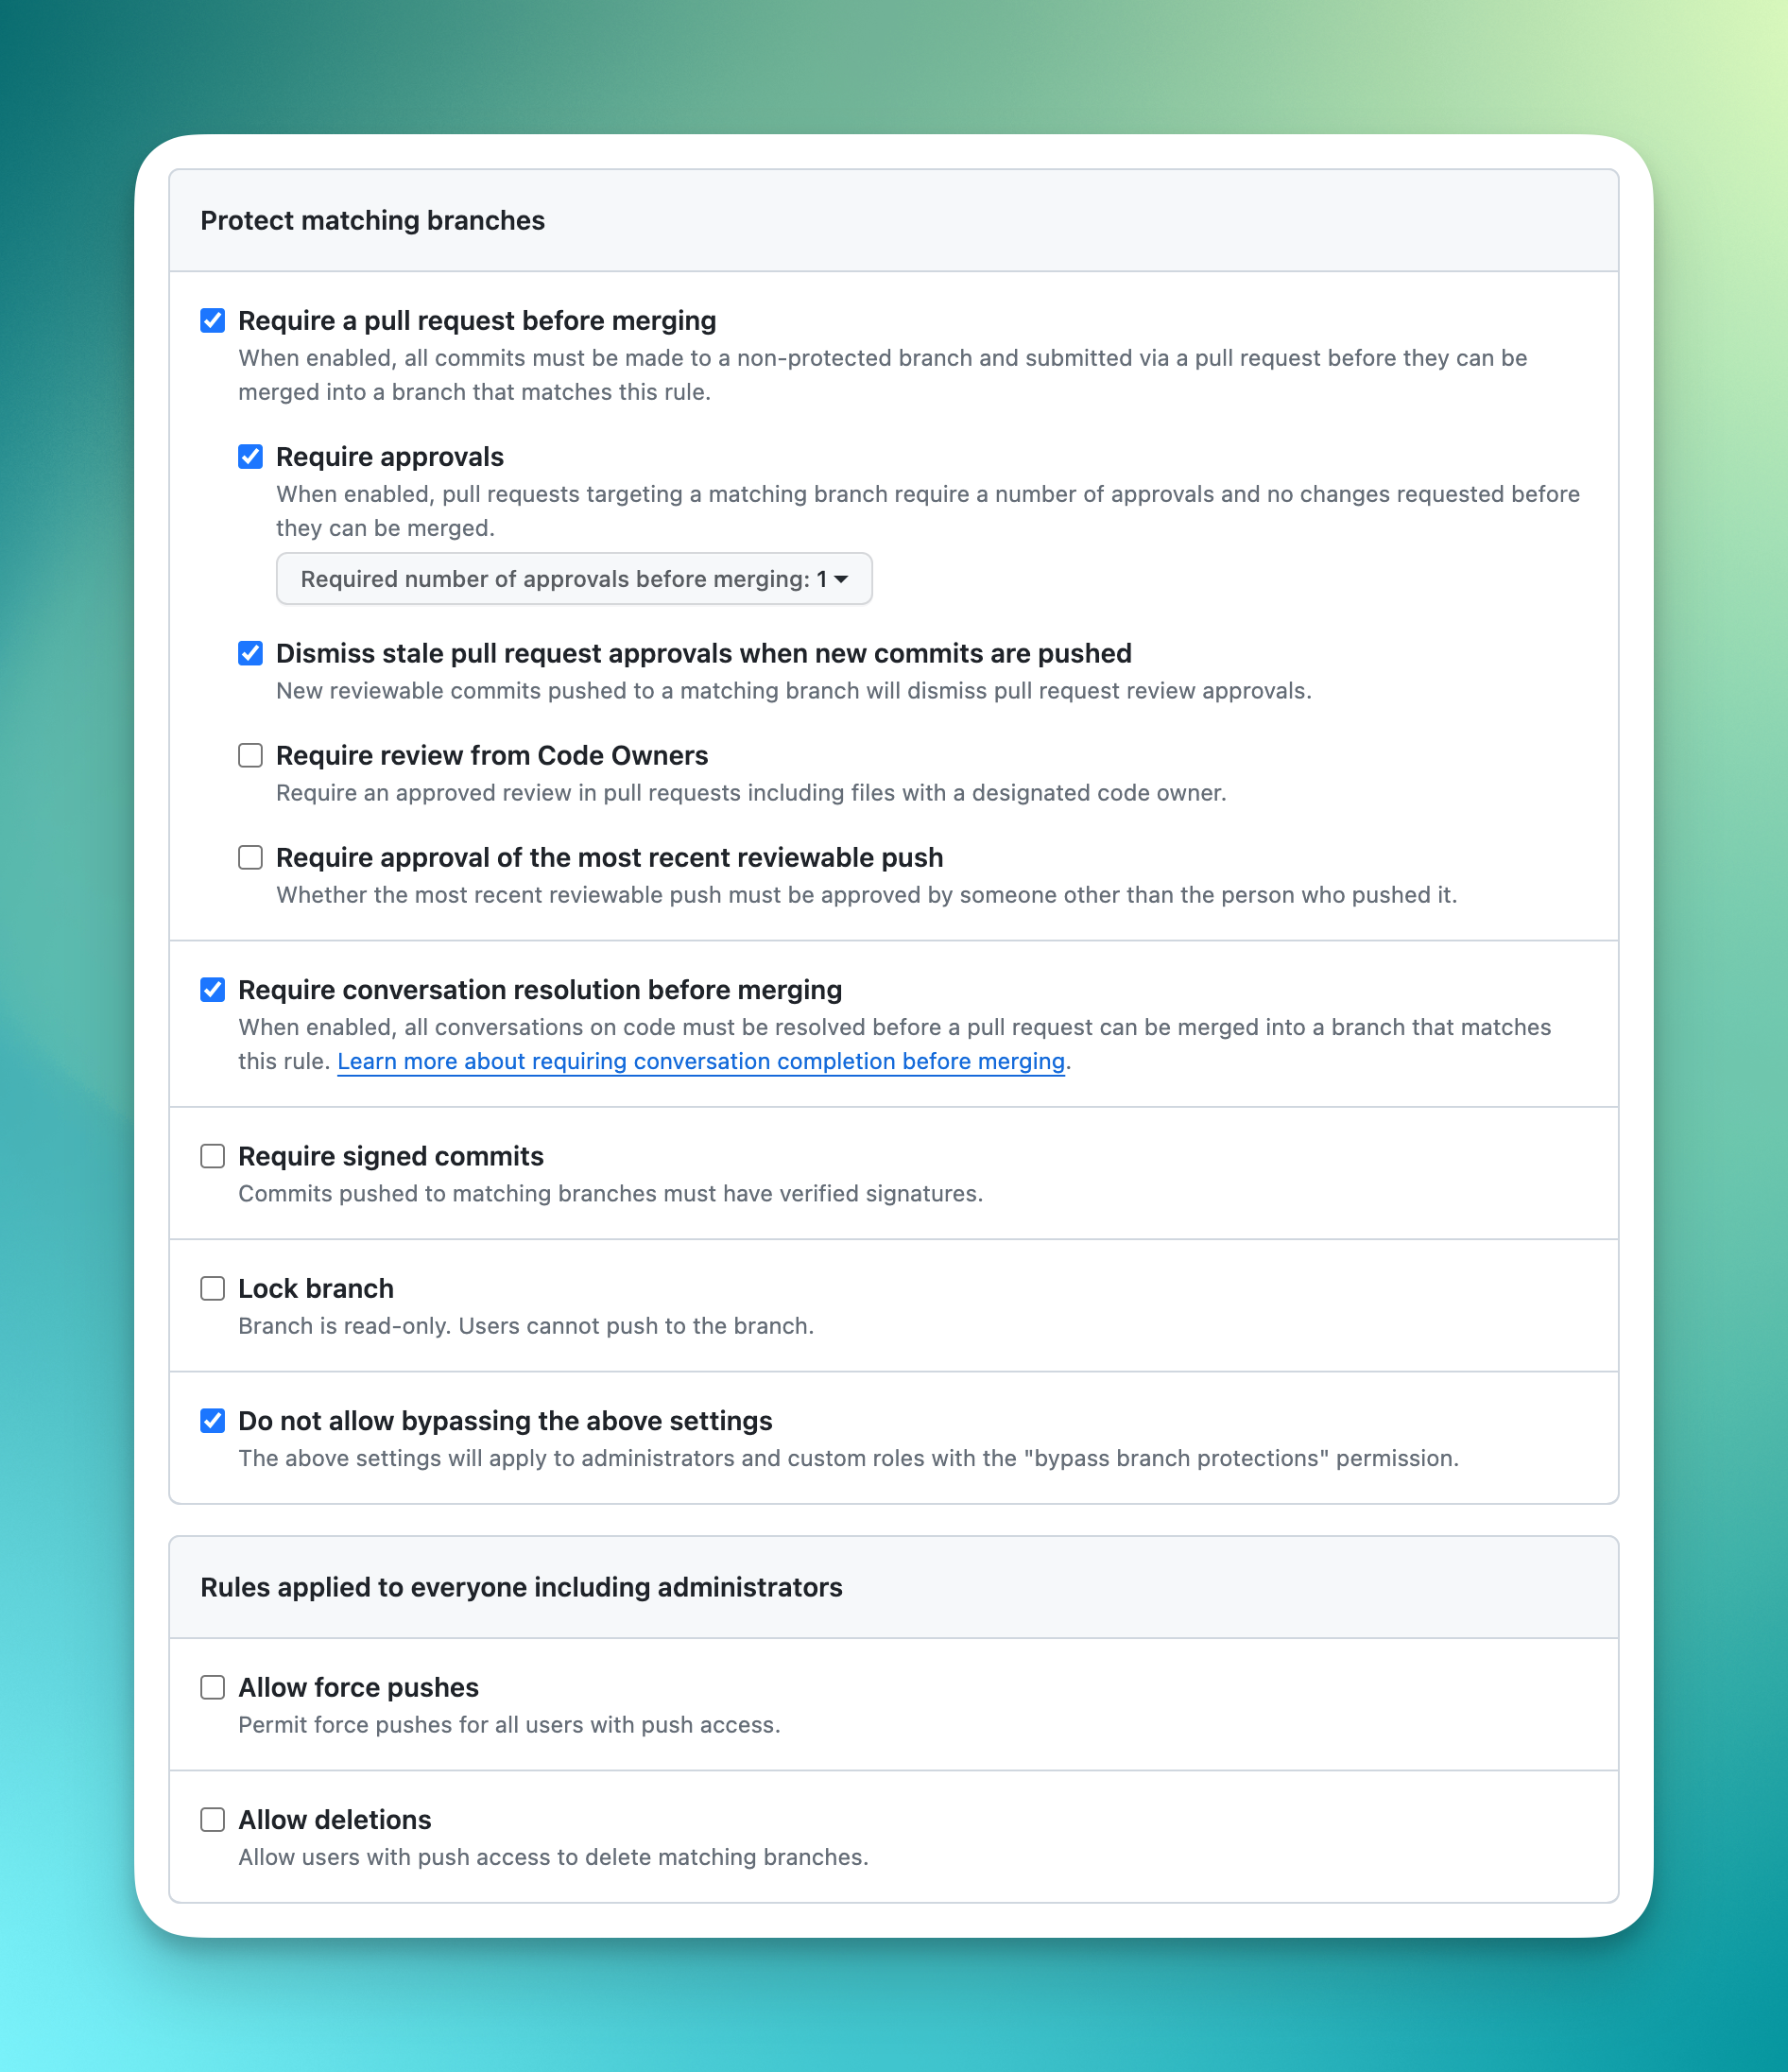 Protect matching branches
Require a pull request before merging
When enabled, all commits must be made to a non-protected branch and submitted via a pull request before they can be
merged into a branch that matches this rule.
Require approvals
When enabled, pull requests targeting a matching branch require a number of approvals and no changes requested before
they can be merged.
Required number of approvals before merging: 1
Dismiss stale pull request approvals when new commits are pushed
New reviewable commits pushed to a matching branch will dismiss pull request review approvals.
Require review from Code Owners
Require an approved review in pull requests including files with a designated code owner.
Require approval of the most recent reviewable push
Whether the most recent reviewable push must be approved by someone other than the person who pushed it.
Require conversation resolution before merging
When enabled, all conversations on code must be resolved before a pull request can be merged into a branch that matches
this rule. Learn more about requiring conversation completion before merging.
Require signed commits
Commits pushed to matching branches must have verified signatures.
Lock branch
Branch is read-only. Users cannot push to the branch.
Do not allow bypassing the above settings
The above settings will apply to administrators and custom roles with the "bypass branch protections" permission.
Rules applied to everyone including administrators
Allow force pushes
Permit force pushes for all users with push access.
Allow deletions
Allow users with push access to delete matching branches.